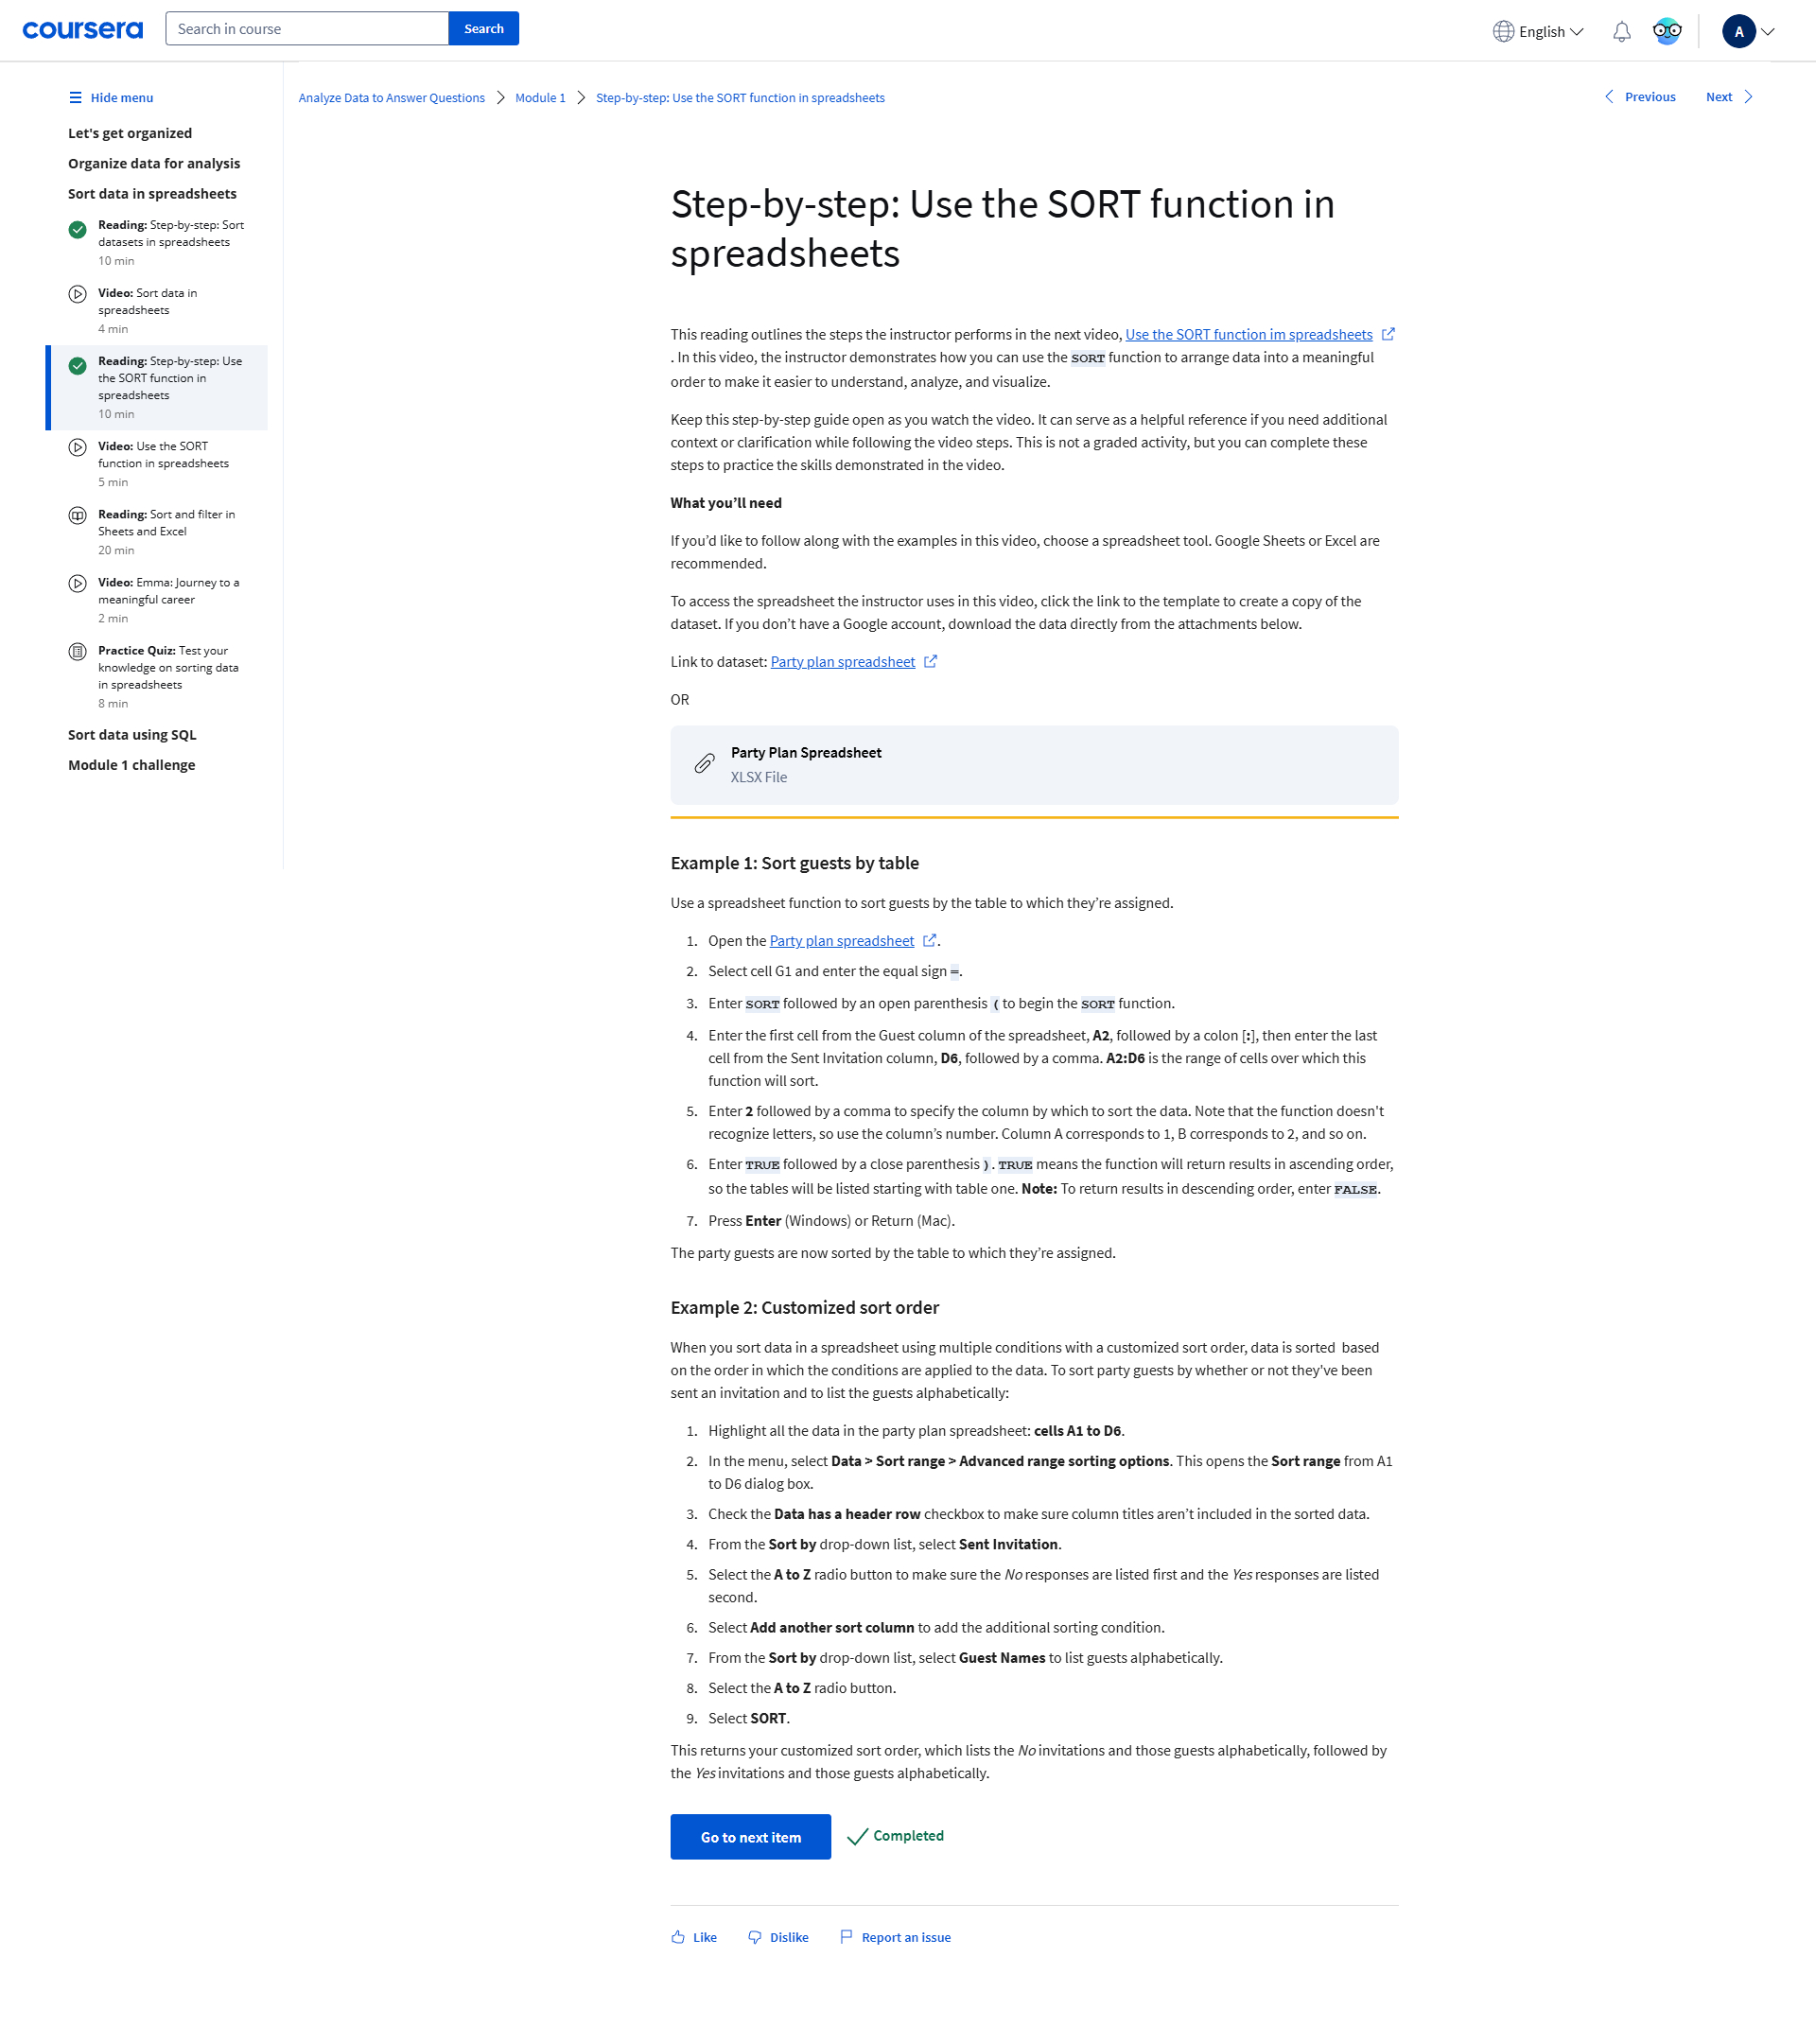 coursera
Search in course
Search
English
A
Hide menu
Let's get organized
Organize data for analysis
Sort data in spreadsheets
Reading: Step-by-step: Sort
datasets in spreadsheets
10 min
Video: Sort data in
spreadsheets
4 min
Reading: Step-by-step: Use
the SORT function in
spreadsheets
10 min
Video: Use the SORT
function in spreadsheets
5 min
Reading: Sort and filter in
Sheets and Excel
20 min
Video: Emma: Journey to a
meaningful career
2 min
Practice Quiz: Test your
knowledge on sorting data
in spreadsheets
8 min
Sort data using SQL
Module 1 challenge
Analyze Data to Answer Questions
Module 1
Step-by-step: Use the SORT function in spreadsheets
Previous
Next
Step-by-step: Use the SORT function in
spreadsheets
This reading outlines the steps the instructor performs in the next video, Use the SORT function im spreadsheets
. In this video, the instructor demonstrates how you can use the SORT function to arrange data into a meaningful
order to make it easier to understand, analyze, and visualize.
Keep this step-by-step guide open as you watch the video. It can serve as a helpful reference if you need additional
context or clarification while following the video steps. This is not a graded activity, but you can complete these
steps to practice the skills demonstrated in the video.
What you’ll need
If you’d like to follow along with the examples in this video, choose a spreadsheet tool. Google Sheets or Excel are
recommended.
To access the spreadsheet the instructor uses in this video, click the link to the template to create a copy of the
dataset. If you don’t have a Google account, download the data directly from the attachments below.
Link to dataset: Party plan spreadsheet
OR
Party Plan Spreadsheet
XLSX File
Example 1: Sort guests by table
Use a spreadsheet function to sort guests by the table to which they’re assigned.
1. Open the Party plan spreadsheet .
2. Select cell G1 and enter the equal sign =.
3. Enter SORT followed by an open parenthesis ( to begin the SORT function.
4. Enter the first cell from the Guest column of the spreadsheet, A2, followed by a colon [:], then enter the last
cell from the Sent Invitation column, D6, followed by a comma. A2:D6 is the range of cells over which this
function will sort.
5. Enter 2 followed by a comma to specify the column by which to sort the data. Note that the function doesn't
recognize letters, so use the column’s number. Column A corresponds to 1, B corresponds to 2, and so on.
6. Enter TRUE followed by a close parenthesis ). TRUE means the function will return results in ascending order,
so the tables will be listed starting with table one. Note: To return results in descending order, enter FALSE.
7. Press Enter (Windows) or Return (Mac).
The party guests are now sorted by the table to which they’re assigned.
Example 2: Customized sort order
When you sort data in a spreadsheet using multiple conditions with a customized sort order, data is sorted  based
on the order in which the conditions are applied to the data. To sort party guests by whether or not they've been
sent an invitation and to list the guests alphabetically:
1. Highlight all the data in the party plan spreadsheet: cells A1 to D6.
2. In the menu, select Data > Sort range > Advanced range sorting options. This opens the Sort range from A1
to D6 dialog box.
3. Check the Data has a header row checkbox to make sure column titles aren’t included in the sorted data.
4. From the Sort by drop-down list, select Sent Invitation.
5. Select the A to Z radio button to make sure the No responses are listed first and the Yes responses are listed
second.
6. Select Add another sort column to add the additional sorting condition.
7. From the Sort by drop-down list, select Guest Names to list guests alphabetically.
8. Select the A to Z radio button.
9. Select SORT.
This returns your customized sort order, which lists the No invitations and those guests alphabetically, followed by
the Yes invitations and those guests alphabetically.
Go to next item
Completed
Like
Dislike
Report an issue